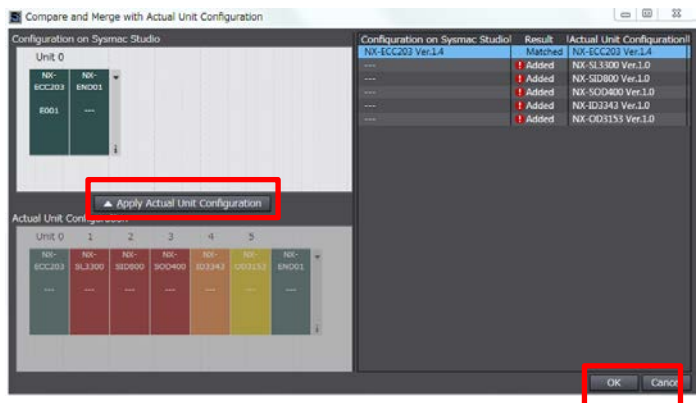 Compare and Merge with Actual Unit Configuration
Configuration on Sysmac Studio
Unit 0
NX-ECC203 NX-END01
E001 ---
Apply Actual Unit Configuration
Actual Unit Configuration
Unit 0 1 2 3 4 5
NX-ECC203 NX-SL3300 NX-SID800 NX-SOD400 NX-ID3343 NX-OD3153 NX-END01
--- --- --- --- --- ---
Configuration on Sysmac Studio Result Actual Unit Configuration
NX-ECC203 Ver.1.4 Matched NX-ECC203 Ver.1.4
--- Added NX-SL3300 Ver.1.0
--- Added NX-SID800 Ver.1.0
--- Added NX-SOD400 Ver.1.0
--- Added NX-ID3343 Ver.1.0
--- Added NX-OD3153 Ver.1.0
OK Cancel